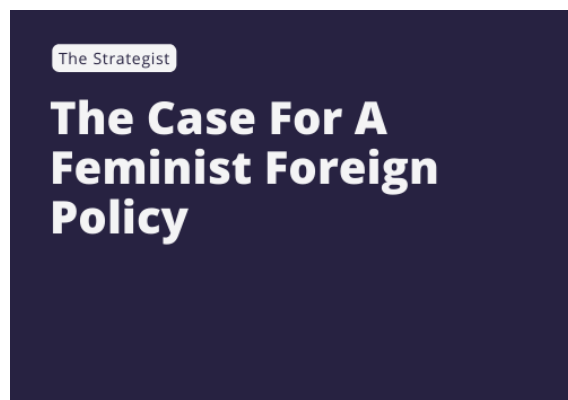 The Strategist
The Case For A
Feminist Foreign
Policy